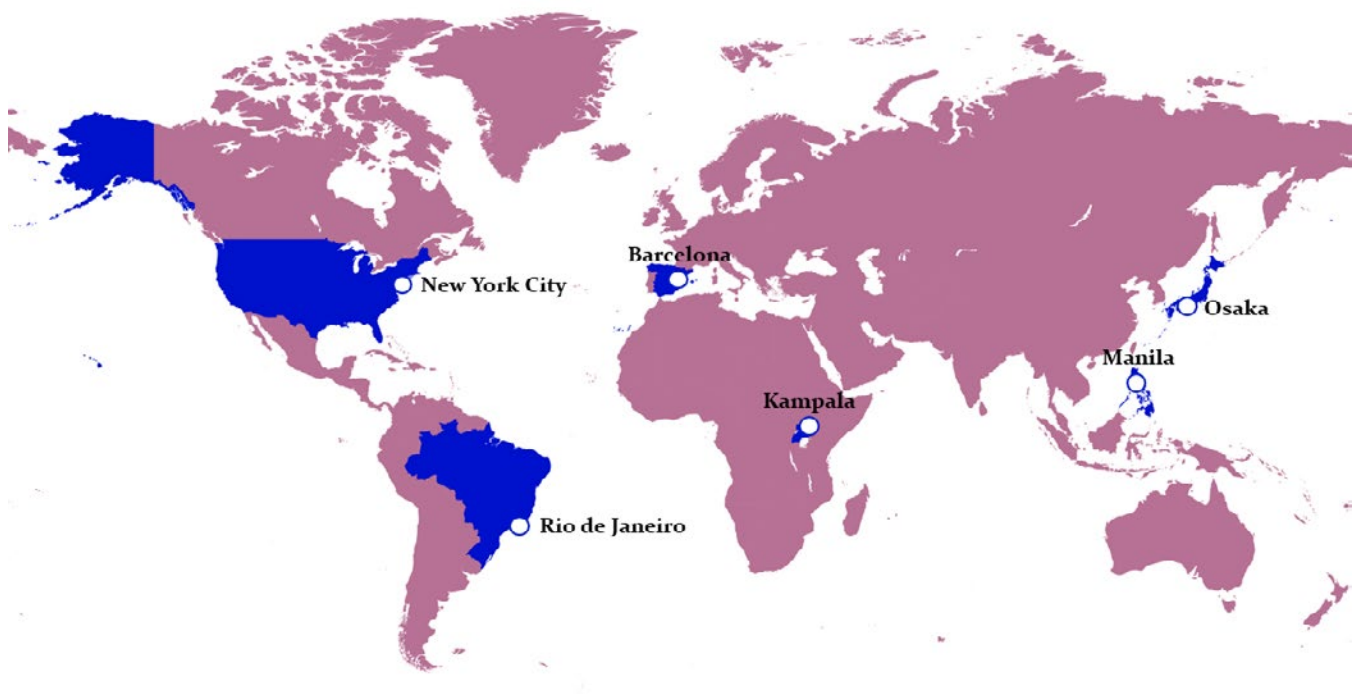 Barcelona
New York City
Osaka
Manila
Kampala
Rio de Janeiro